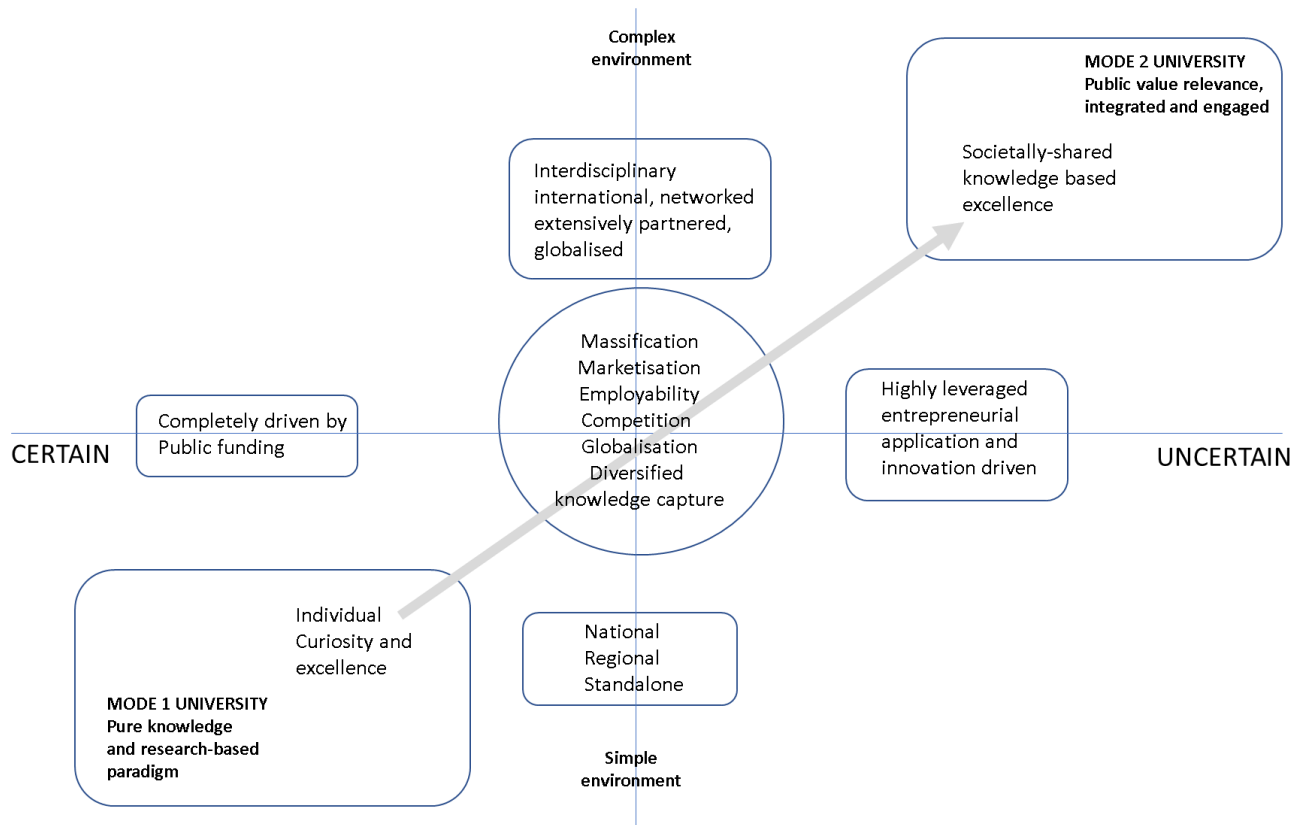 Complex
environment
MODE 2 UNIVERSITY
Public value relevance,
integrated and engaged
Societally-shared
knowledge based
excellence
Interdisciplinary
international, networked
extensively partnered,
globalised
Massification
Marketisation
Employability
Competition
Globalisation
Diversified
knowledge capture
Completely driven by
Public funding
CERTAIN
Highly leveraged
entrepreneurial
application and
innovation driven
UNCERTAIN
Individual
Curiosity and
excellence
MODE 1 UNIVERSITY
Pure knowledge
and research-based
paradigm
National
Regional
Standalone
Simple
environment